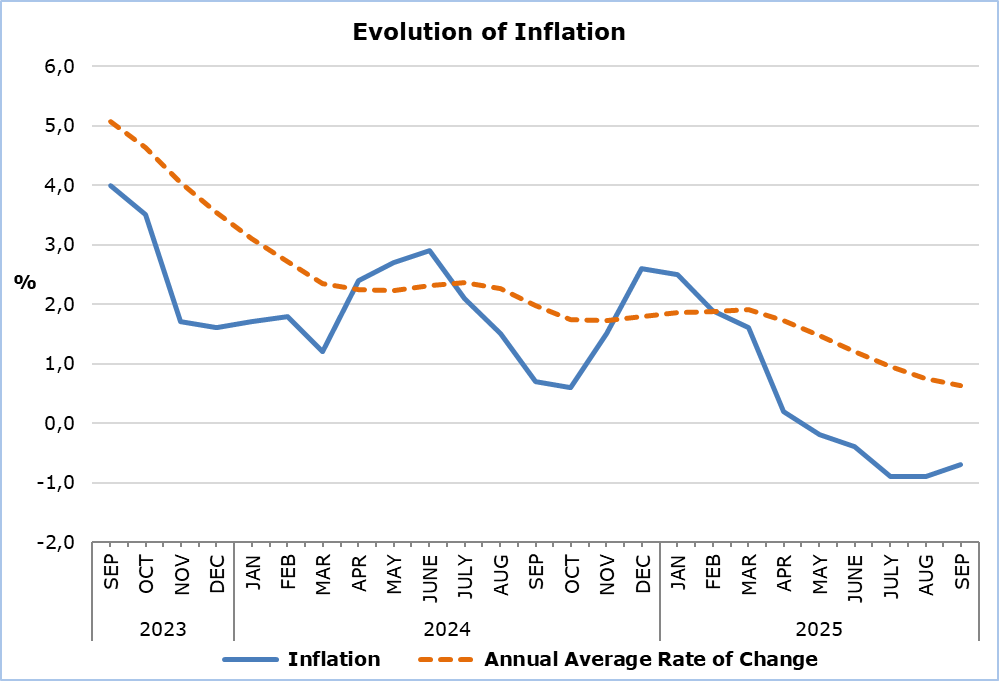 Evolution of Inflation
6,0
5,0
4,0
3,0
%
2,0
1,0
0,0
-1,0
-2,0
SEP OCT NOV DEC JAN FEB MAR APR MAY JUNE JULY AUG SEP OCT NOV DEC JAN FEB MAR APR MAY JUNE JULY AUG SEP
2023 2024 2025
Inflation Annual Average Rate of Change